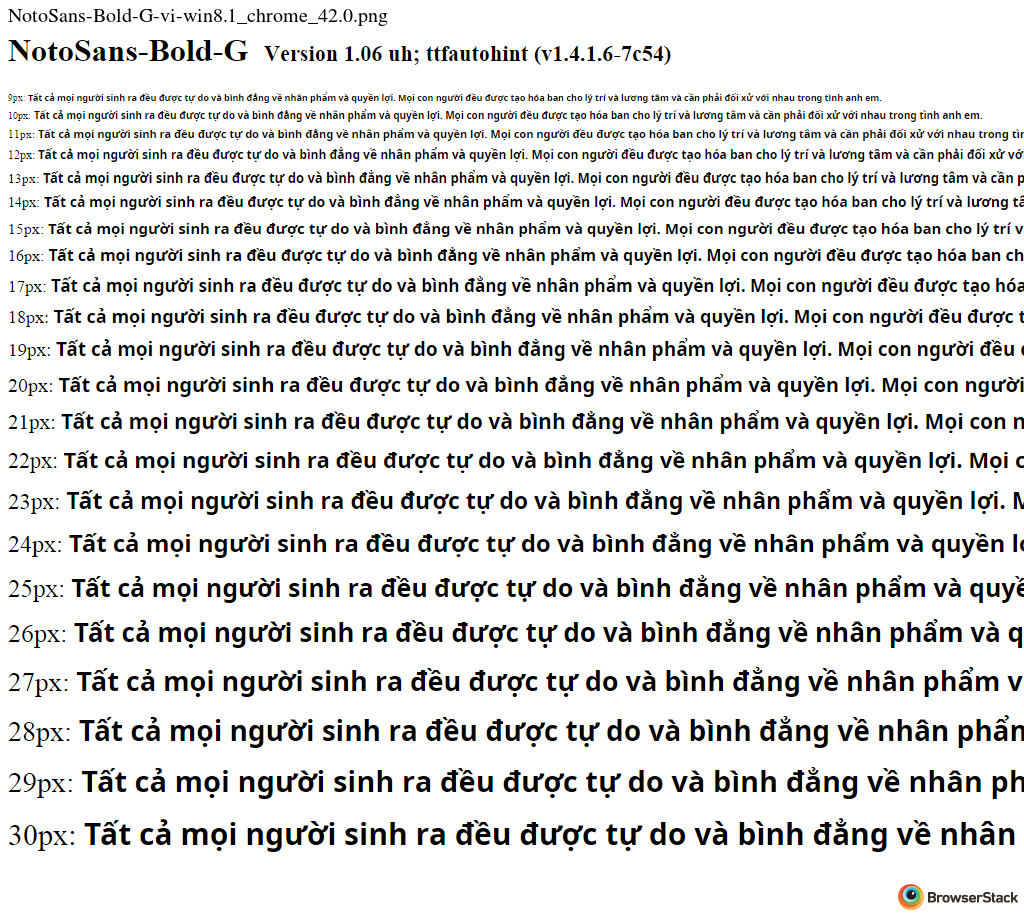 NotoSans-Bold-G-vi-win8.1_chrome_42.0.png
NotoSans-Bold-G Version 1.06 uh; ttfautohint (v1.4.1.6-7c54)
9px: Tất cả mọi người sinh ra đều được tự do và bình đẳng về nhân phẩm và quyền lợi. Mọi con người đều được tạo hóa ban cho lý trí và lương tâm và cần phải đối xử với nhau trong tình anh em.
10px: Tất cả mọi người sinh ra đều được tự do và bình đẳng về nhân phẩm và quyền lợi. Mọi con người đều được tạo hóa ban cho lý trí và lương tâm và cần phải đối xử với nhau trong tình anh em.
11px: Tất cả mọi người sinh ra đều được tự do và bình đẳng về nhân phẩm và quyền lợi. Mọi con người đều được tạo hóa ban cho lý trí và lương tâm và cần phải đối xử với nhau trong
12px: Tất cả mọi người sinh ra đều được tự do và bình đẳng về nhân phẩm và quyền lợi. Mọi con người đều được tạo hóa ban cho lý trí và lương tâm và cần phải đối xử
13px: Tất cả mọi người sinh ra đều được tự do và bình đẳng về nhân phẩm và quyền lợi. Mọi con người đều được tạo hóa ban cho lý trí và lương tâm và cần
14px: Tất cả mọi người sinh ra đều được tự do và bình đẳng về nhân phẩm và quyền lợi. Mọi con người đều được tạo hóa ban cho lý trí và lương
15px: Tất cả mọi người sinh ra đều được tự do và bình đẳng về nhân phẩm và quyền lợi. Mọi con người đều được tạo hóa ban cho lý trí
16px: Tất cả mọi người sinh ra đều được tự do và bình đẳng về nhân phẩm và quyền lợi. Mọi con người đều được tạo hóa ban
17px: Tất cả mọi người sinh ra đều được tự do và bình đẳng về nhân phẩm và quyền lợi. Mọi con người đều được tạo hóa
18px: Tất cả mọi người sinh ra đều được tự do và bình đẳng về nhân phẩm và quyền lợi. Mọi con người đều được
19px: Tất cả mọi người sinh ra đều được tự do và bình đẳng về nhân phẩm và quyền lợi. Mọi con người đều
20px: Tất cả mọi người sinh ra đều được tự do và bình đẳng về nhân phẩm và quyền lợi. Mọi con người
21px: Tất cả mọi người sinh ra đều được tự do và bình đẳng về nhân phẩm và quyền lợi. Mọi con
22px: Tất cả mọi người sinh ra đều được tự do và bình đẳng về nhân phẩm và quyền lợi. Mọi
23px: Tất cả mọi người sinh ra đều được tự do và bình đẳng về nhân phẩm và quyền lợi.
24px: Tất cả mọi người sinh ra đều được tự do và bình đẳng về nhân phẩm và quyền
25px: Tất cả mọi người sinh ra đều được tự do và bình đẳng về nhân phẩm và quyề
26px: Tất cả mọi người sinh ra đều được tự do và bình đẳng về nhân phẩm và q
27px: Tất cả mọi người sinh ra đều được tự do và bình đẳng về nhân phẩm v
28px: Tất cả mọi người sinh ra đều được tự do và bình đẳng về nhân phẩm
29px: Tất cả mọi người sinh ra đều được tự do và bình đẳng về nhân ph
30px: Tất cả mọi người sinh ra đều được tự do và bình đẳng về nhân
BrowserStack